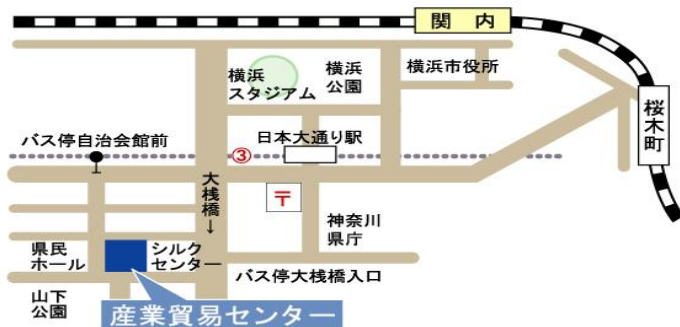 関 内
横浜
スタジアム
横浜
公園
横浜市役所
桜木町
バス停自治会館前
③
日本大通り駅
大桟橋→
〒
神奈川
県庁
県民
ホール
シルク
センター
バス停大桟橋入口
山下
公園
産業貿易センター